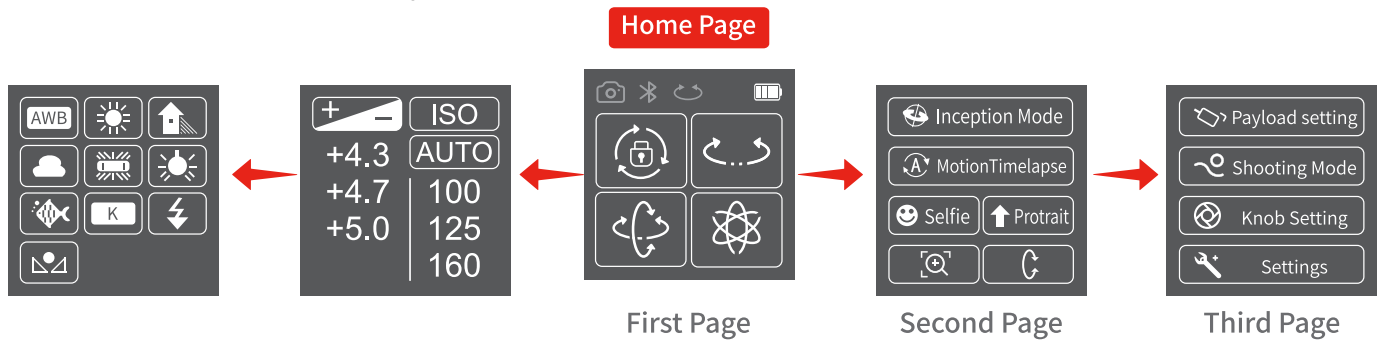 Home Page
AWB
K
+ −
ISO
+4.3
AUTO
+4.7
100
+5.0
125
160
First Page
Inception Mode
A MotionTimelapse
Selfie
Protrait
Second Page
Payload setting
Shooting Mode
Knob Setting
Settings
Third Page